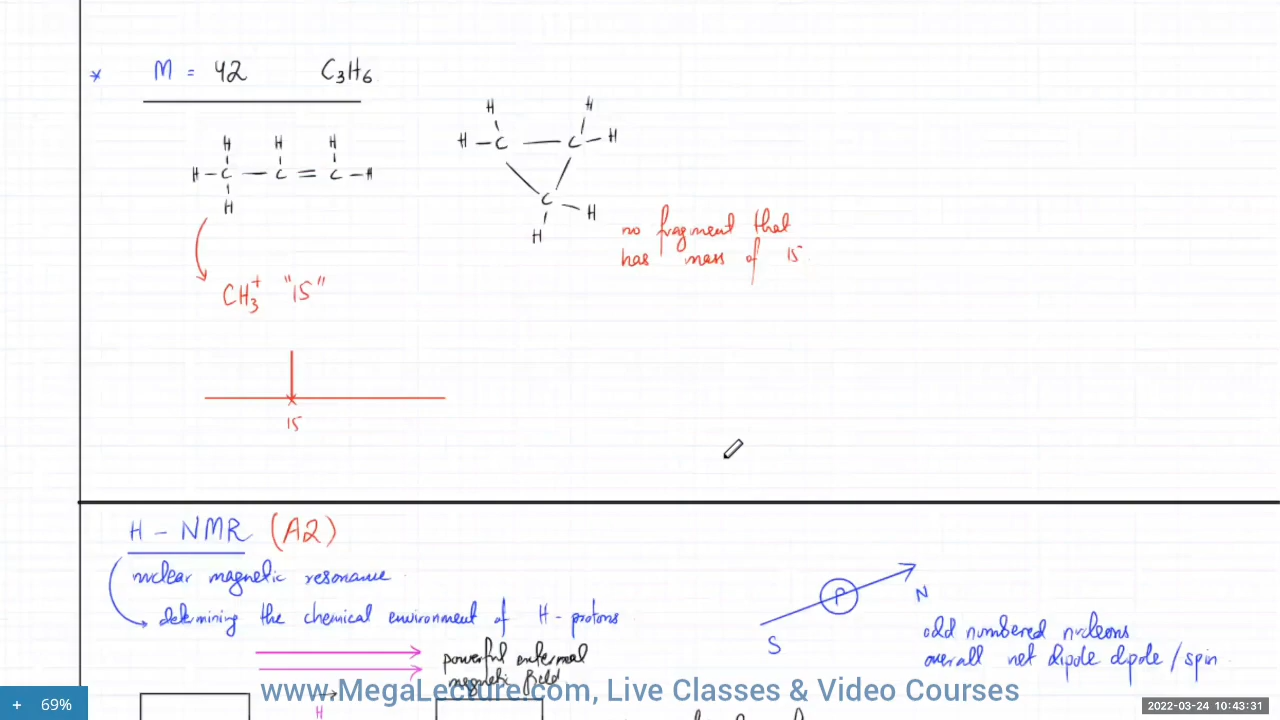 * M = 42 C3H6
H H H
H - C - C = C - H
H
H H
H - C - C - H
C - H
H
no fragment that
has mass of 15
CH3+ "15"
15
H - NMR (A2)
nuclear magnetic resonance
determining the chemical environment of H - protons
P
N
S
odd numbered nucleons
overall net dipole dipole / spin
powerful external
magnetic field
H
www.MegaLecture.com, Live Classes & Video Courses
+ 69%
2022-03-24 10:43:31